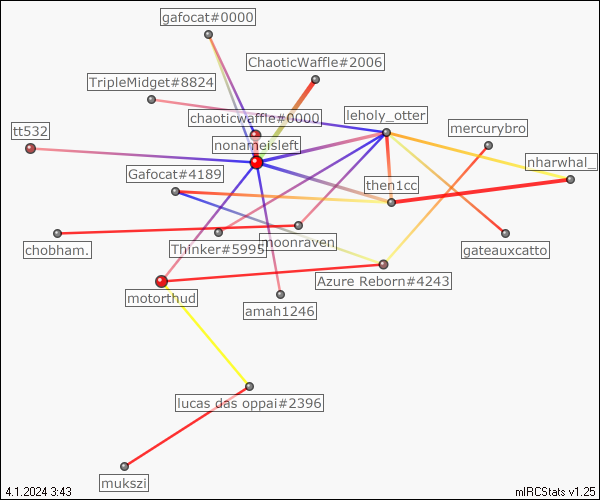 gafocat#0000
ChaoticWaffle#2006
TripleMidget#8824
chaoticwaffle#0000
leholy_otter
mercurybro
tt532
nonameisleft
nharwhal_
Gafocat#4189
then1cc
chobham.
Thinker#5995
moonraven
gateauxcatto
Azure Reborn#4243
motorthud
amah1246
lucas das oppai#2396
mukszi
4.1.2024 3:43
mIRCStats v1.25